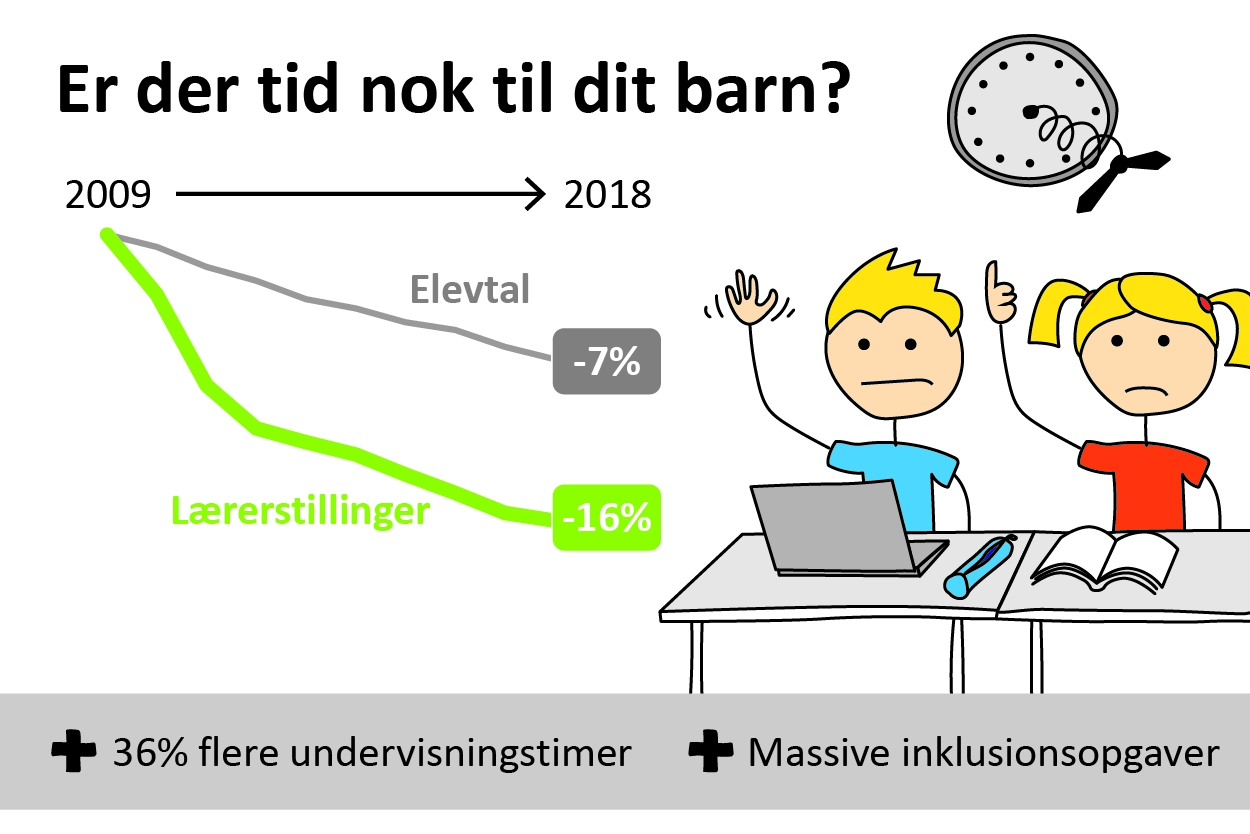 Er der tid nok til dit barn?
2009 2018
Elevtal
-7%
Lærerstillinger
-16%
36% flere undervisningstimer
Massive inklusionsopgaver